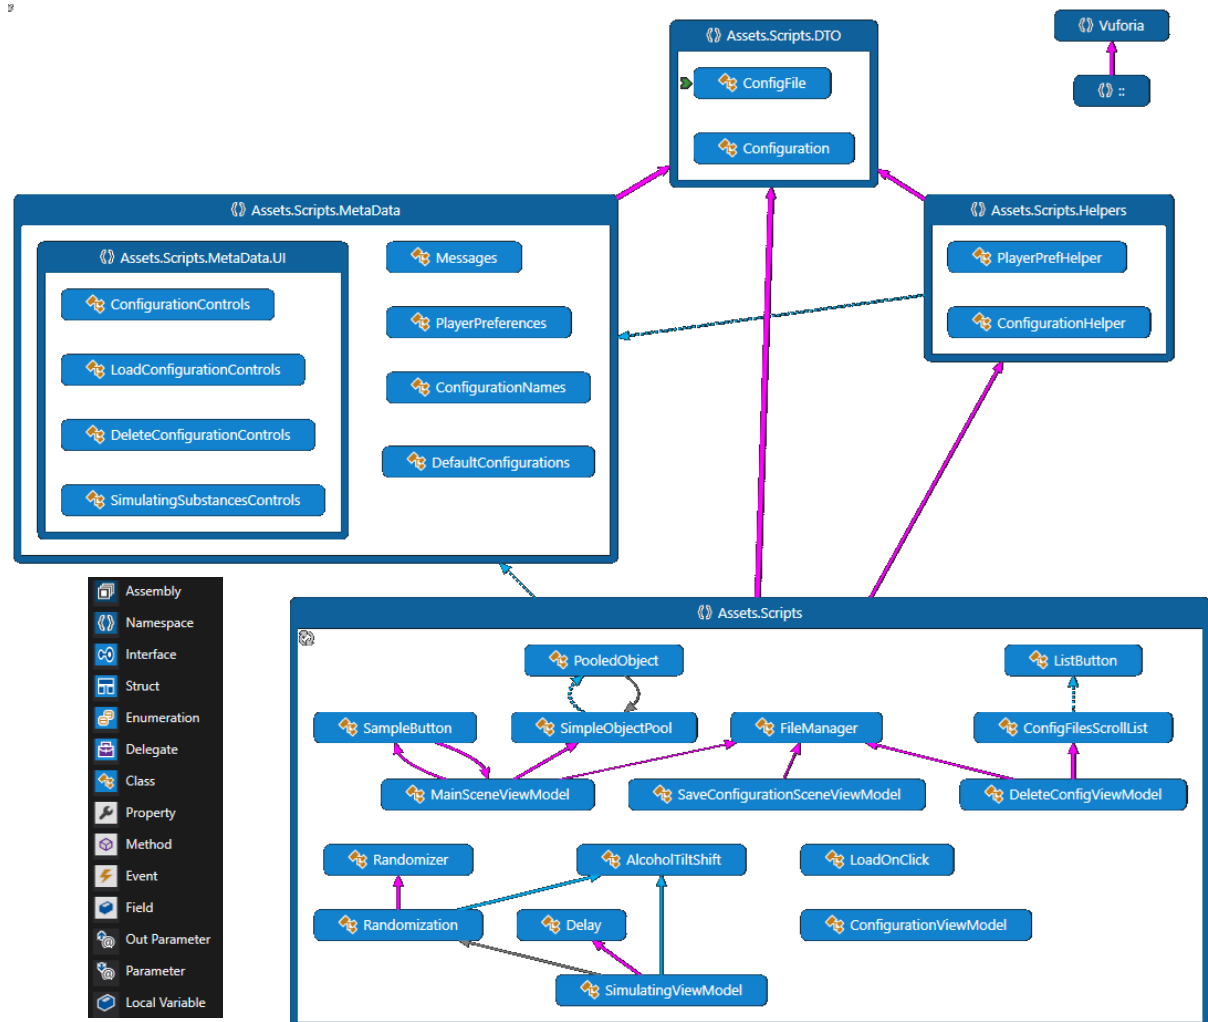 Assets.Scripts.DTO
ConfigFile
Configuration
Vuforia
::
Assets.Scripts.MetaData
Assets.Scripts.MetaData.UI
ConfigurationControls
LoadConfigurationControls
DeleteConfigurationControls
SimulatingSubstancesControls
Messages
PlayerPreferences
ConfigurationNames
DefaultConfigurations
Assets.Scripts.Helpers
PlayerPrefHelper
ConfigurationHelper
Assembly
Namespace
Interface
Struct
Enumeration
Delegate
Class
Property
Method
Event
Field
Out Parameter
Parameter
Local Variable
Assets.Scripts
PooledObject
ListButton
SampleButton
SimpleObjectPool
FileManager
ConfigFilesScrollList
MainSceneViewModel
SaveConfigurationSceneViewModel
DeleteConfigViewModel
Randomizer
AlcoholTiltShift
LoadOnClick
Randomization
Delay
ConfigurationViewModel
SimulatingViewModel